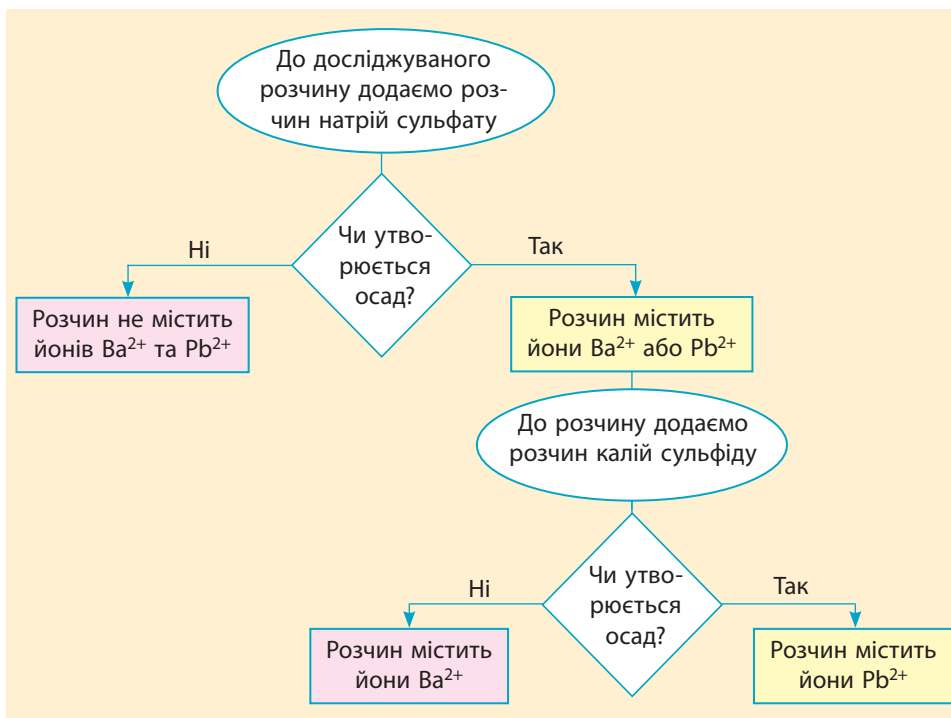 До досліджуваного
розчину додаємо роз-
чин натрій сульфату
Чи утво-
рюється
осад?
Ні
Так
Розчин не містить
йонів Ba²⁺ та Pb²⁺
Розчин містить
йони Ba²⁺ або Pb²⁺
До розчину додаємо
розчин калій сульфіду
Чи утво-
рюється
осад?
Ні
Так
Розчин містить
йони Ba²⁺
Розчин містить
йони Pb²⁺